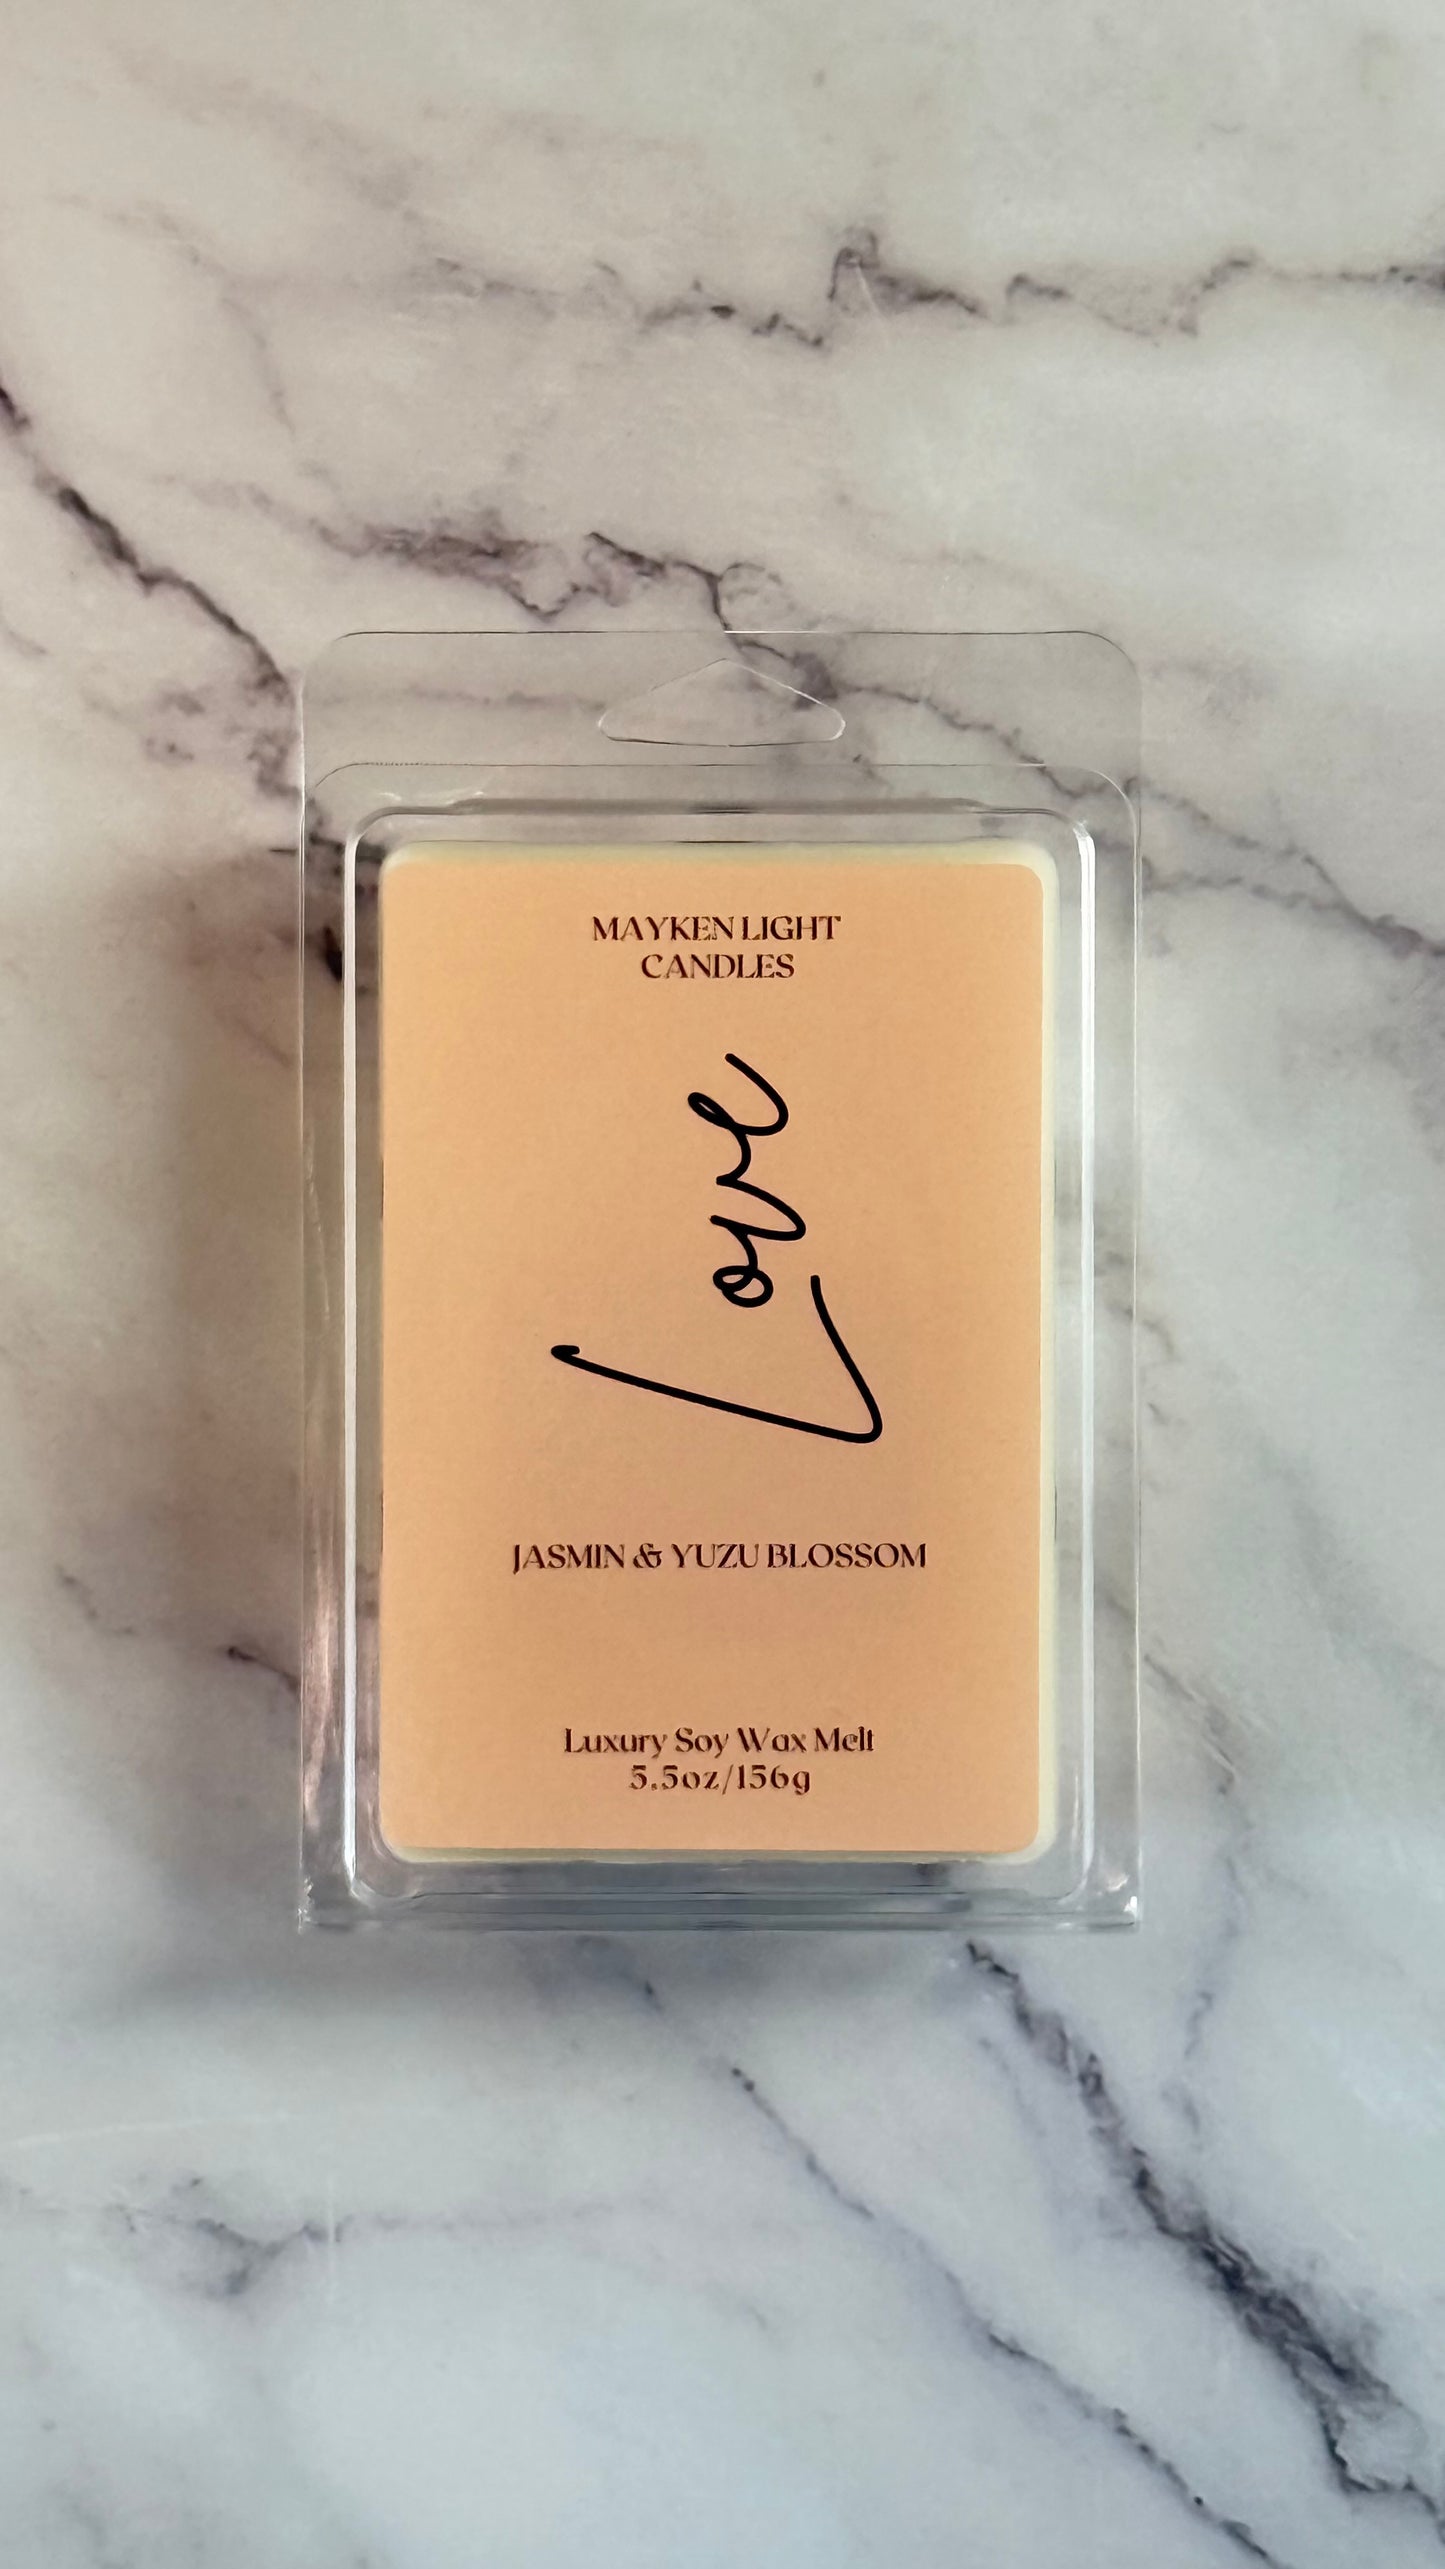 MAYKEN LIGHT
CANDLES
Love
JASMIN & YUZU BLOSSOM
Luxury Soy Wax Melt
5.5oz/156g